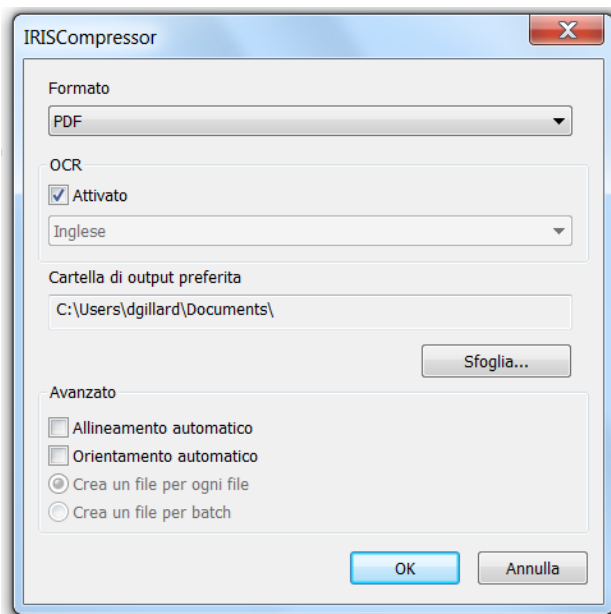 IRISCompressor
Formato
PDF
OCR
Attivato
Inglese
Cartella di output preferita
C:\Users\dgillard\Documents\
Sfoglia...
Avanzato
Allineamento automatico
Orientamento automatico
Crea un file per ogni file
Crea un file per batch
OK
Annulla